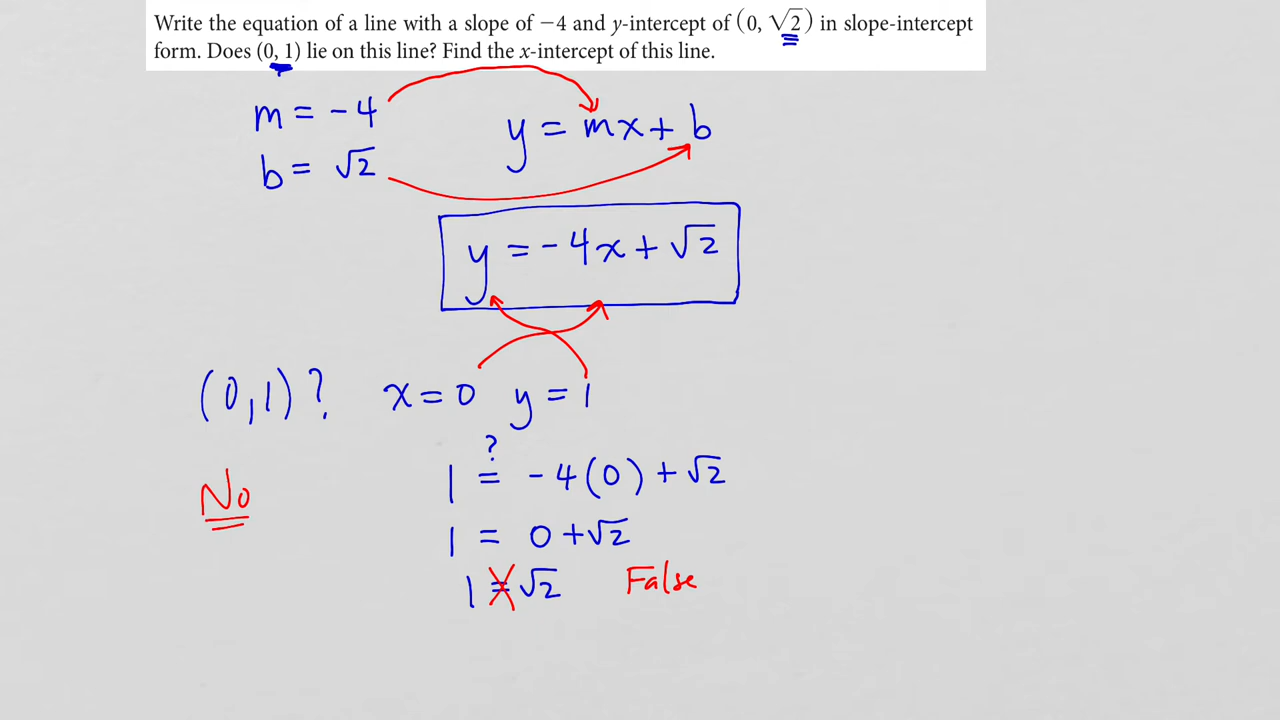 Write the equation of a line with a slope of −4 and y-intercept of (0, √2) in slope-intercept
form. Does (0, 1) lie on this line? Find the x-intercept of this line.
m = -4
y = mx + b
b = √2
y = -4x + √2
(0,1)? x = 0 y = 1
1 ≟ -4(0) + √2
No
1 = 0 + √2
1 = √2 False